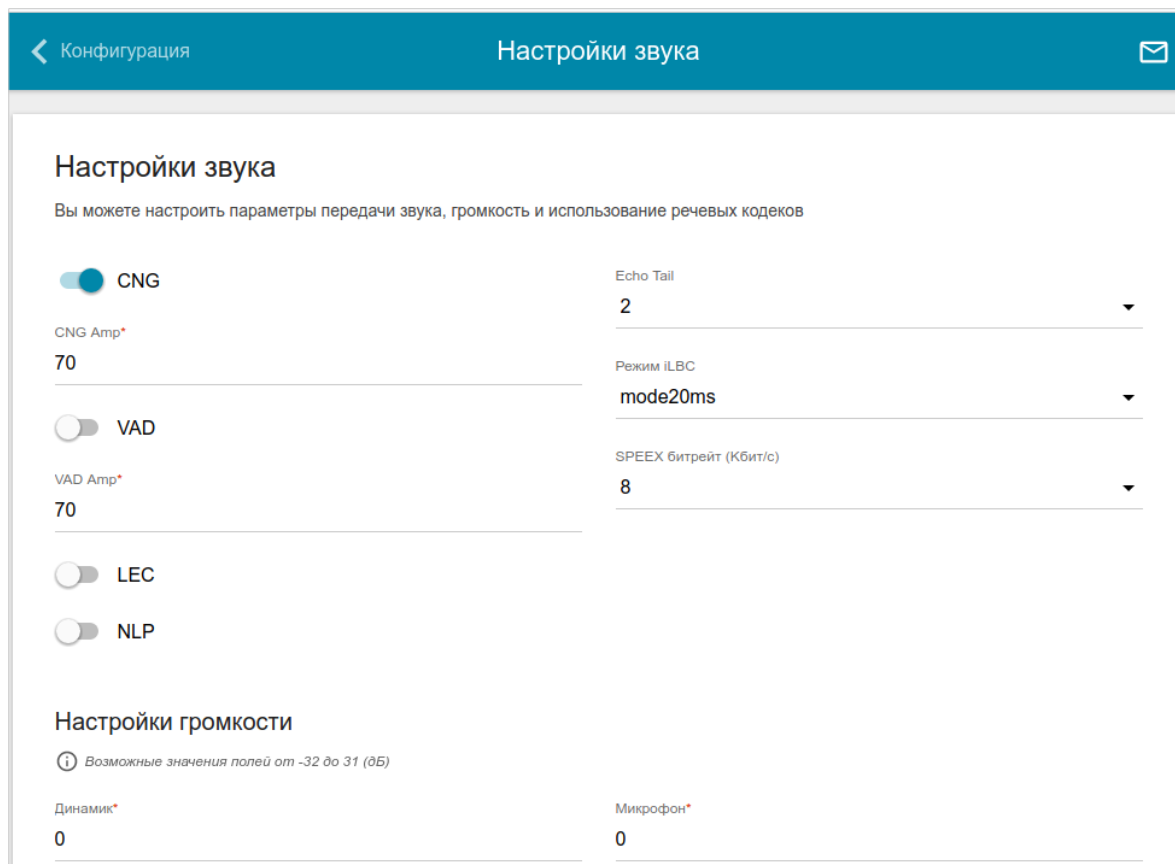 Конфигурация
Настройки звука
Настройки звука
Вы можете настроить параметры передачи звука, громкость и использование речевых кодеков
CNG
CNG Amp*
70
VAD
VAD Amp*
70
LEC
NLP
Echo Tail
2
Режим iLBC
mode20ms
SPEEX битрейт (Кбит/с)
8
Настройки громкости
Возможные значения полей от -32 до 31 (дБ)
Динамик*
0
Микрофон*
0